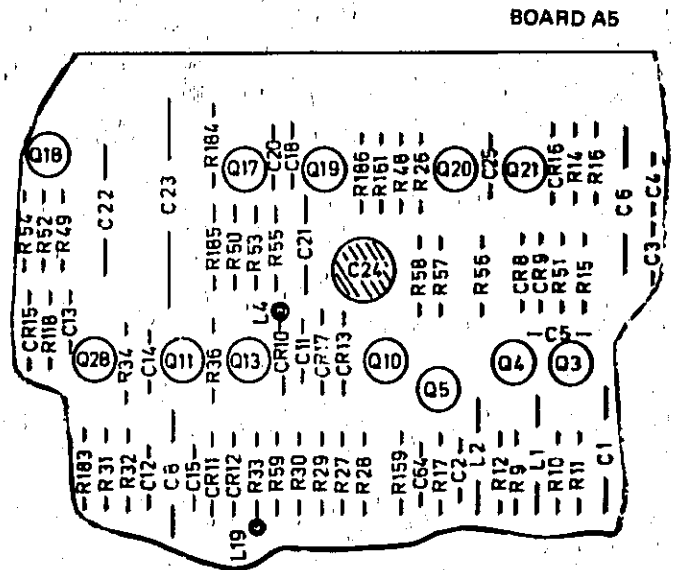 BOARD A5
Q18
C22
C23
R184
Q17
C20
C18
Q19
R186
R161
R48
R26
Q20
C25
Q21
CR16
R14
R16
C6
C4
R54
R52
R49
R185
R50
R53
R55
C21
C24
R58
R57
R56
CR8
CR9
R51
R15
C3
CR15
R118
C13
Q28
R34
C14
Q11
R36
Q13
L4
CR10
C11
CR17
CR13
Q10
Q5
Q4
C5
Q3
R183
R31
R32
C12
C8
C15
CR11
CR12
R33
R59
R30
R29
R27
R28
R159
C64
R17
C2
L2
R12
R9
L1
R10
R11
C1
L19